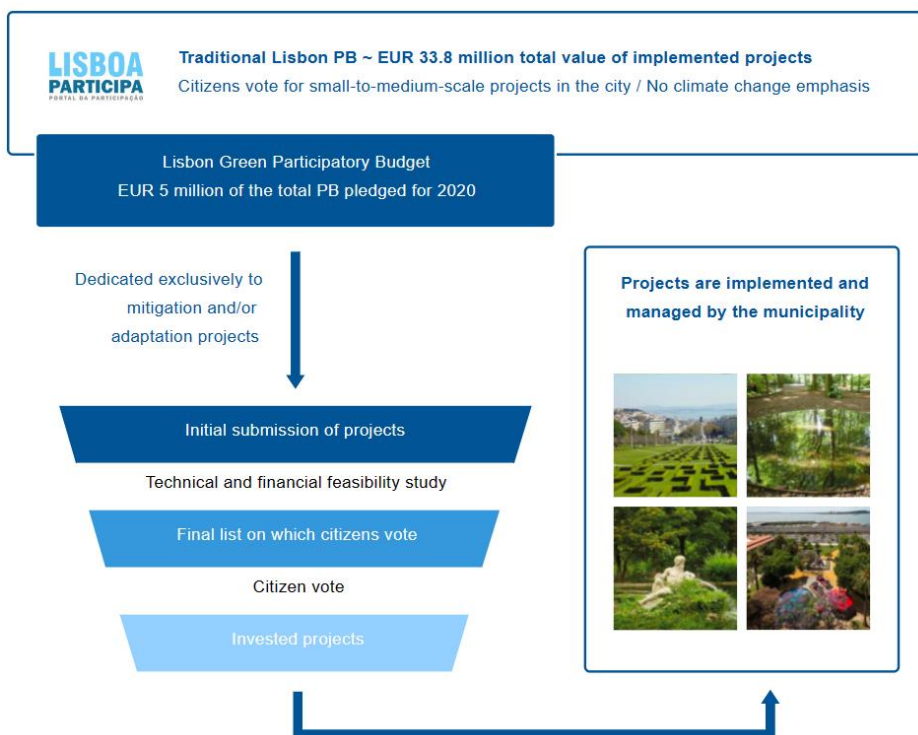 LISBOA
PARTICIPA
PORTAL DA PARTICIPAÇÃO
Traditional Lisbon PB ~ EUR 33.8 million total value of implemented projects
Citizens vote for small-to-medium-scale projects in the city / No climate change emphasis
Lisbon Green Participatory Budget
EUR 5 million of the total PB pledged for 2020
Dedicated exclusively to
mitigation and/or
adaptation projects
Initial submission of projects
Technical and financial feasibility study
Final list on which citizens vote
Citizen vote
Invested projects
Projects are implemented and
managed by the municipality